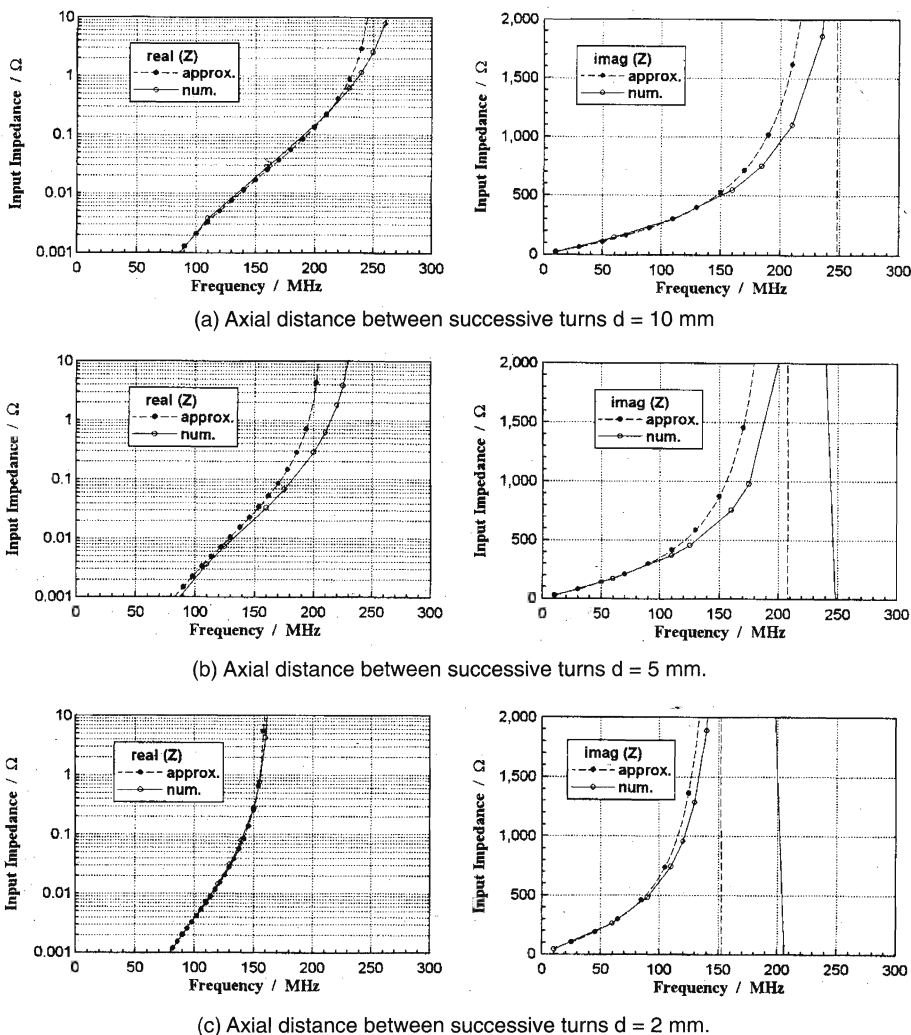 Input Impedance / Ω
10
1
0.1
0.01
0.001
real (Z)
approx.
num.
0 50 100 150 200 250 300
Frequency / MHz
Input Impedance / Ω
2,000
1,500
1,000
500
0
imag (Z)
approx.
num.
0 50 100 150 200 250 300
Frequency / MHz
(a) Axial distance between successive turns d = 10 mm
Input Impedance / Ω
10
1
0.1
0.01
0.001
real (Z)
approx.
num.
0 50 100 150 200 250 300
Frequency / MHz
Input Impedance / Ω
2,000
1,500
1,000
500
0
imag (Z)
approx.
num.
0 50 100 150 200 250 300
Frequency / MHz
(b) Axial distance between successive turns d = 5 mm.
Input Impedance / Ω
10
1
0.1
0.01
0.001
real (Z)
approx.
num.
0 50 100 150 200 250 300
Frequency / MHz
Input Impedance / Ω
2,000
1,500
1,000
500
0
imag (Z)
approx.
num.
0 50 100 150 200 250 300
Frequency / MHz
(c) Axial distance between successive turns d = 2 mm.